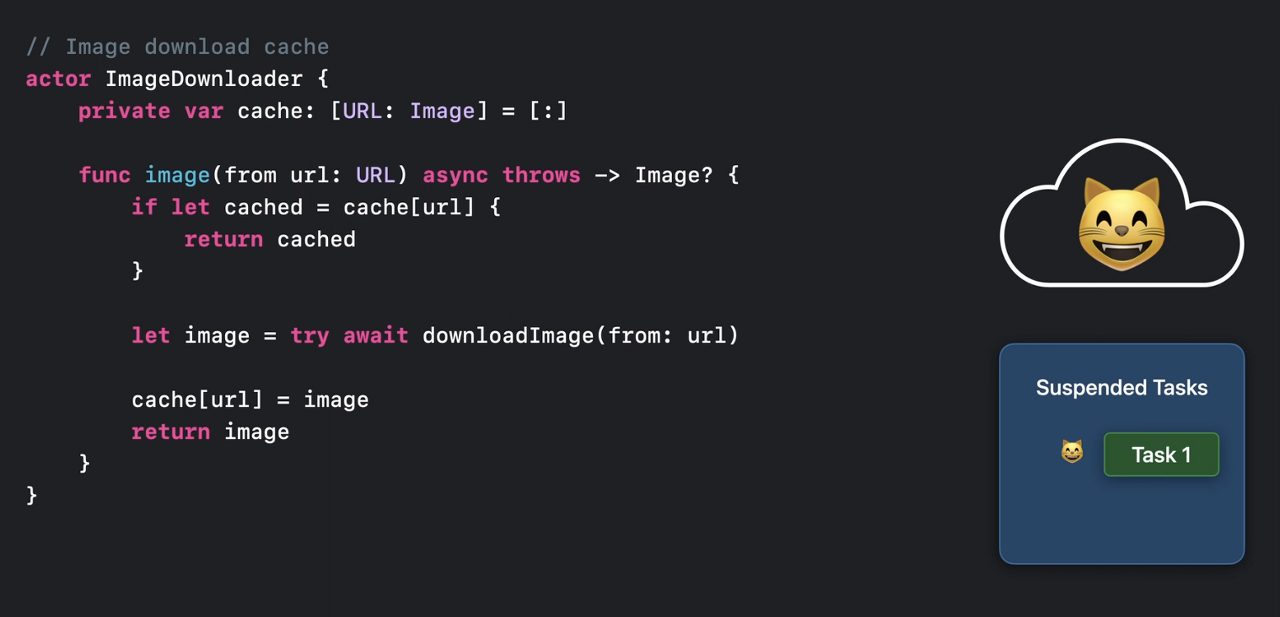 // Image download cache
actor ImageDownloader {
    private var cache: [URL: Image] = [:]

    func image(from url: URL) async throws -> Image? {
        if let cached = cache[url] {
            return cached
        }

        let image = try await downloadImage(from: url)

        cache[url] = image
        return image
    }
}
Suspended Tasks
Task 1